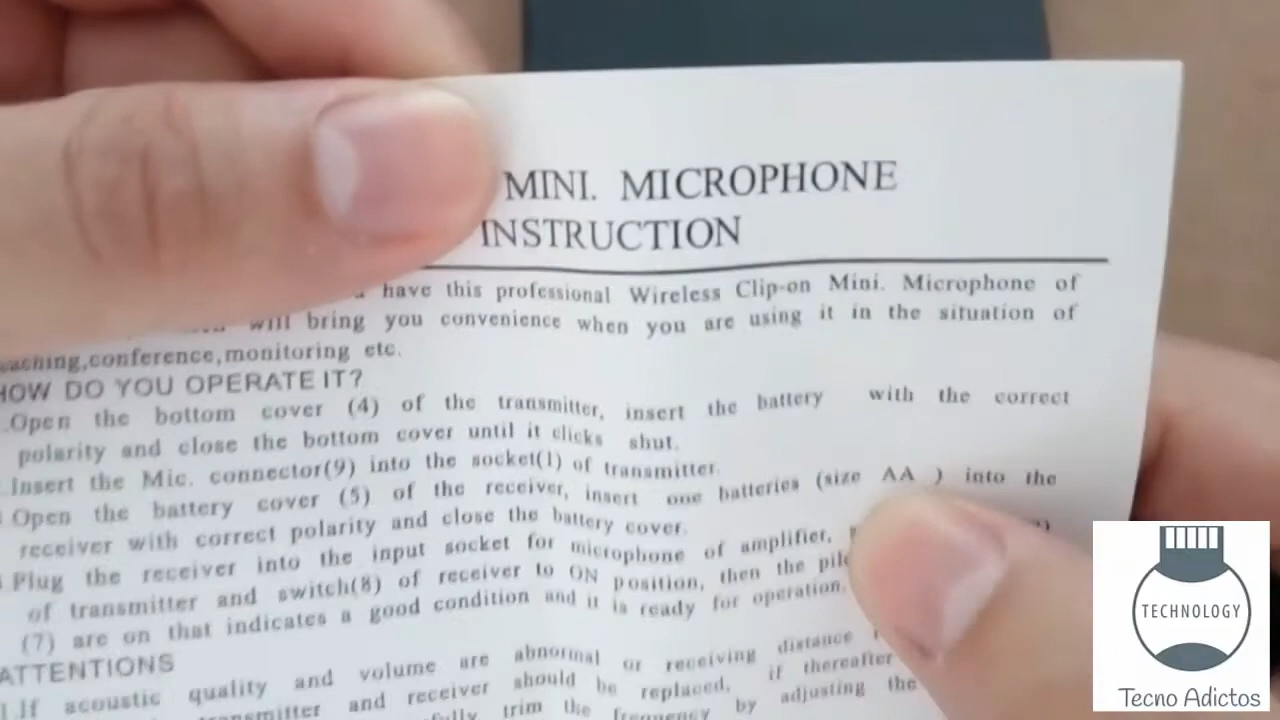 MINI. MICROPHONE
INSTRUCTION
have this professional Wireless Clip-on Mini. Microphone of
will bring you convenience when you are using it in the situation of
,conference,monitoring etc.
HOW DO YOU OPERATE IT?
.Open the bottom cover (4) of the transmitter, insert the battery with the correct
polarity and close the bottom cover until it clicks shut.
.Insert the Mic. connector(9) into the socket(1) of transmitter.
Open the battery cover (5) of the receiver, insert one batteries (size AA ) into the
receiver with correct polarity and close the battery cover.
Plug the receiver into the input socket for microphone of amplifier,
of transmitter and switch(8) of receiver to ON position, then the
(7) are on that indicates a good condition and it is ready for operation.
ATTENTIONS
If acoustic quality and volume are abnormal or receiving distance
and receiver should be replaced, if thereafter
trim the frequency by adjusting the
TECHNOLOGY
Tecno Adictos